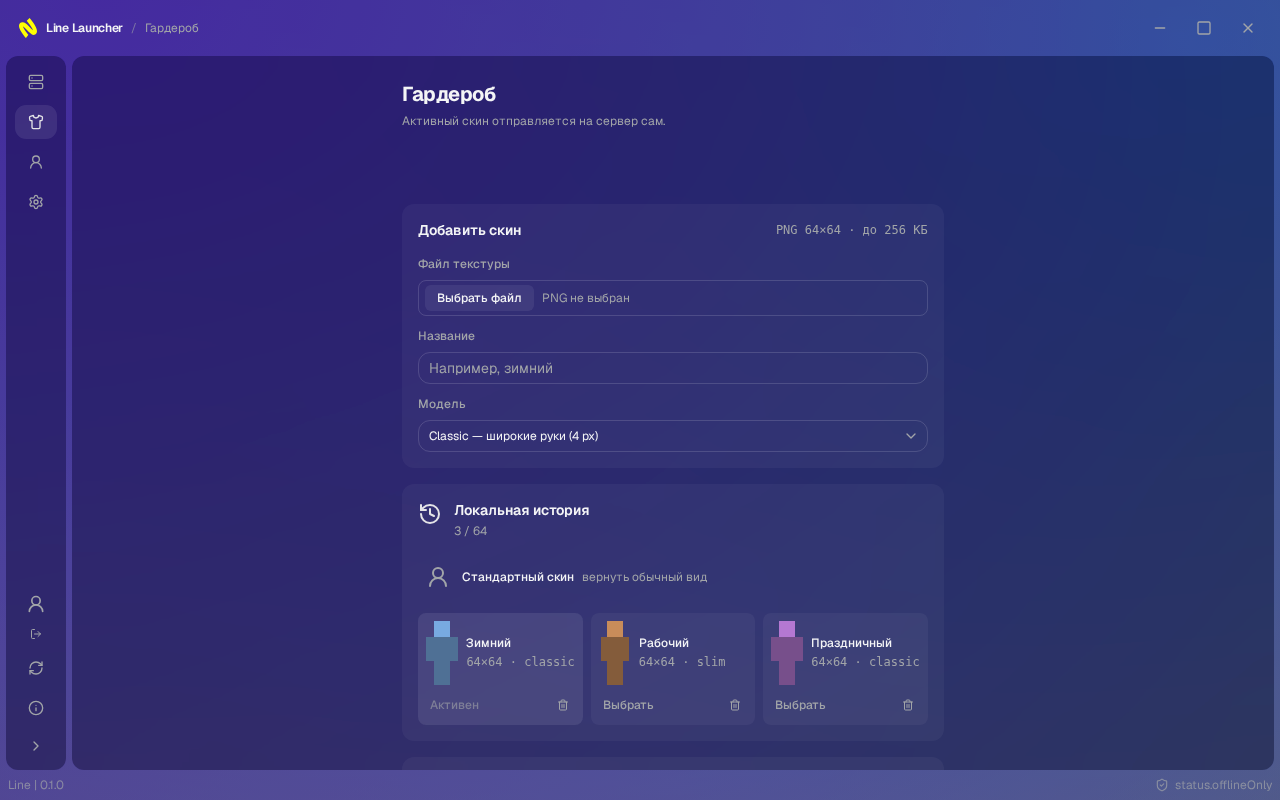 Line Launcher / Гардероб
Гардероб
Активный скин отправляется на сервер сам.
Добавить скин
PNG 64×64 · до 256 КБ
Файл текстуры
Выбрать файл
PNG не выбран
Название
Например, зимний
Модель
Classic — широкие руки (4 px)
Локальная история
3 / 64
Стандартный скин вернуть обычный вид
Зимний
64×64 · classic
Активен
Рабочий
64×64 · slim
Выбрать
Праздничный
64×64 · classic
Выбрать
Line | 0.1.0
status.offlineOnly